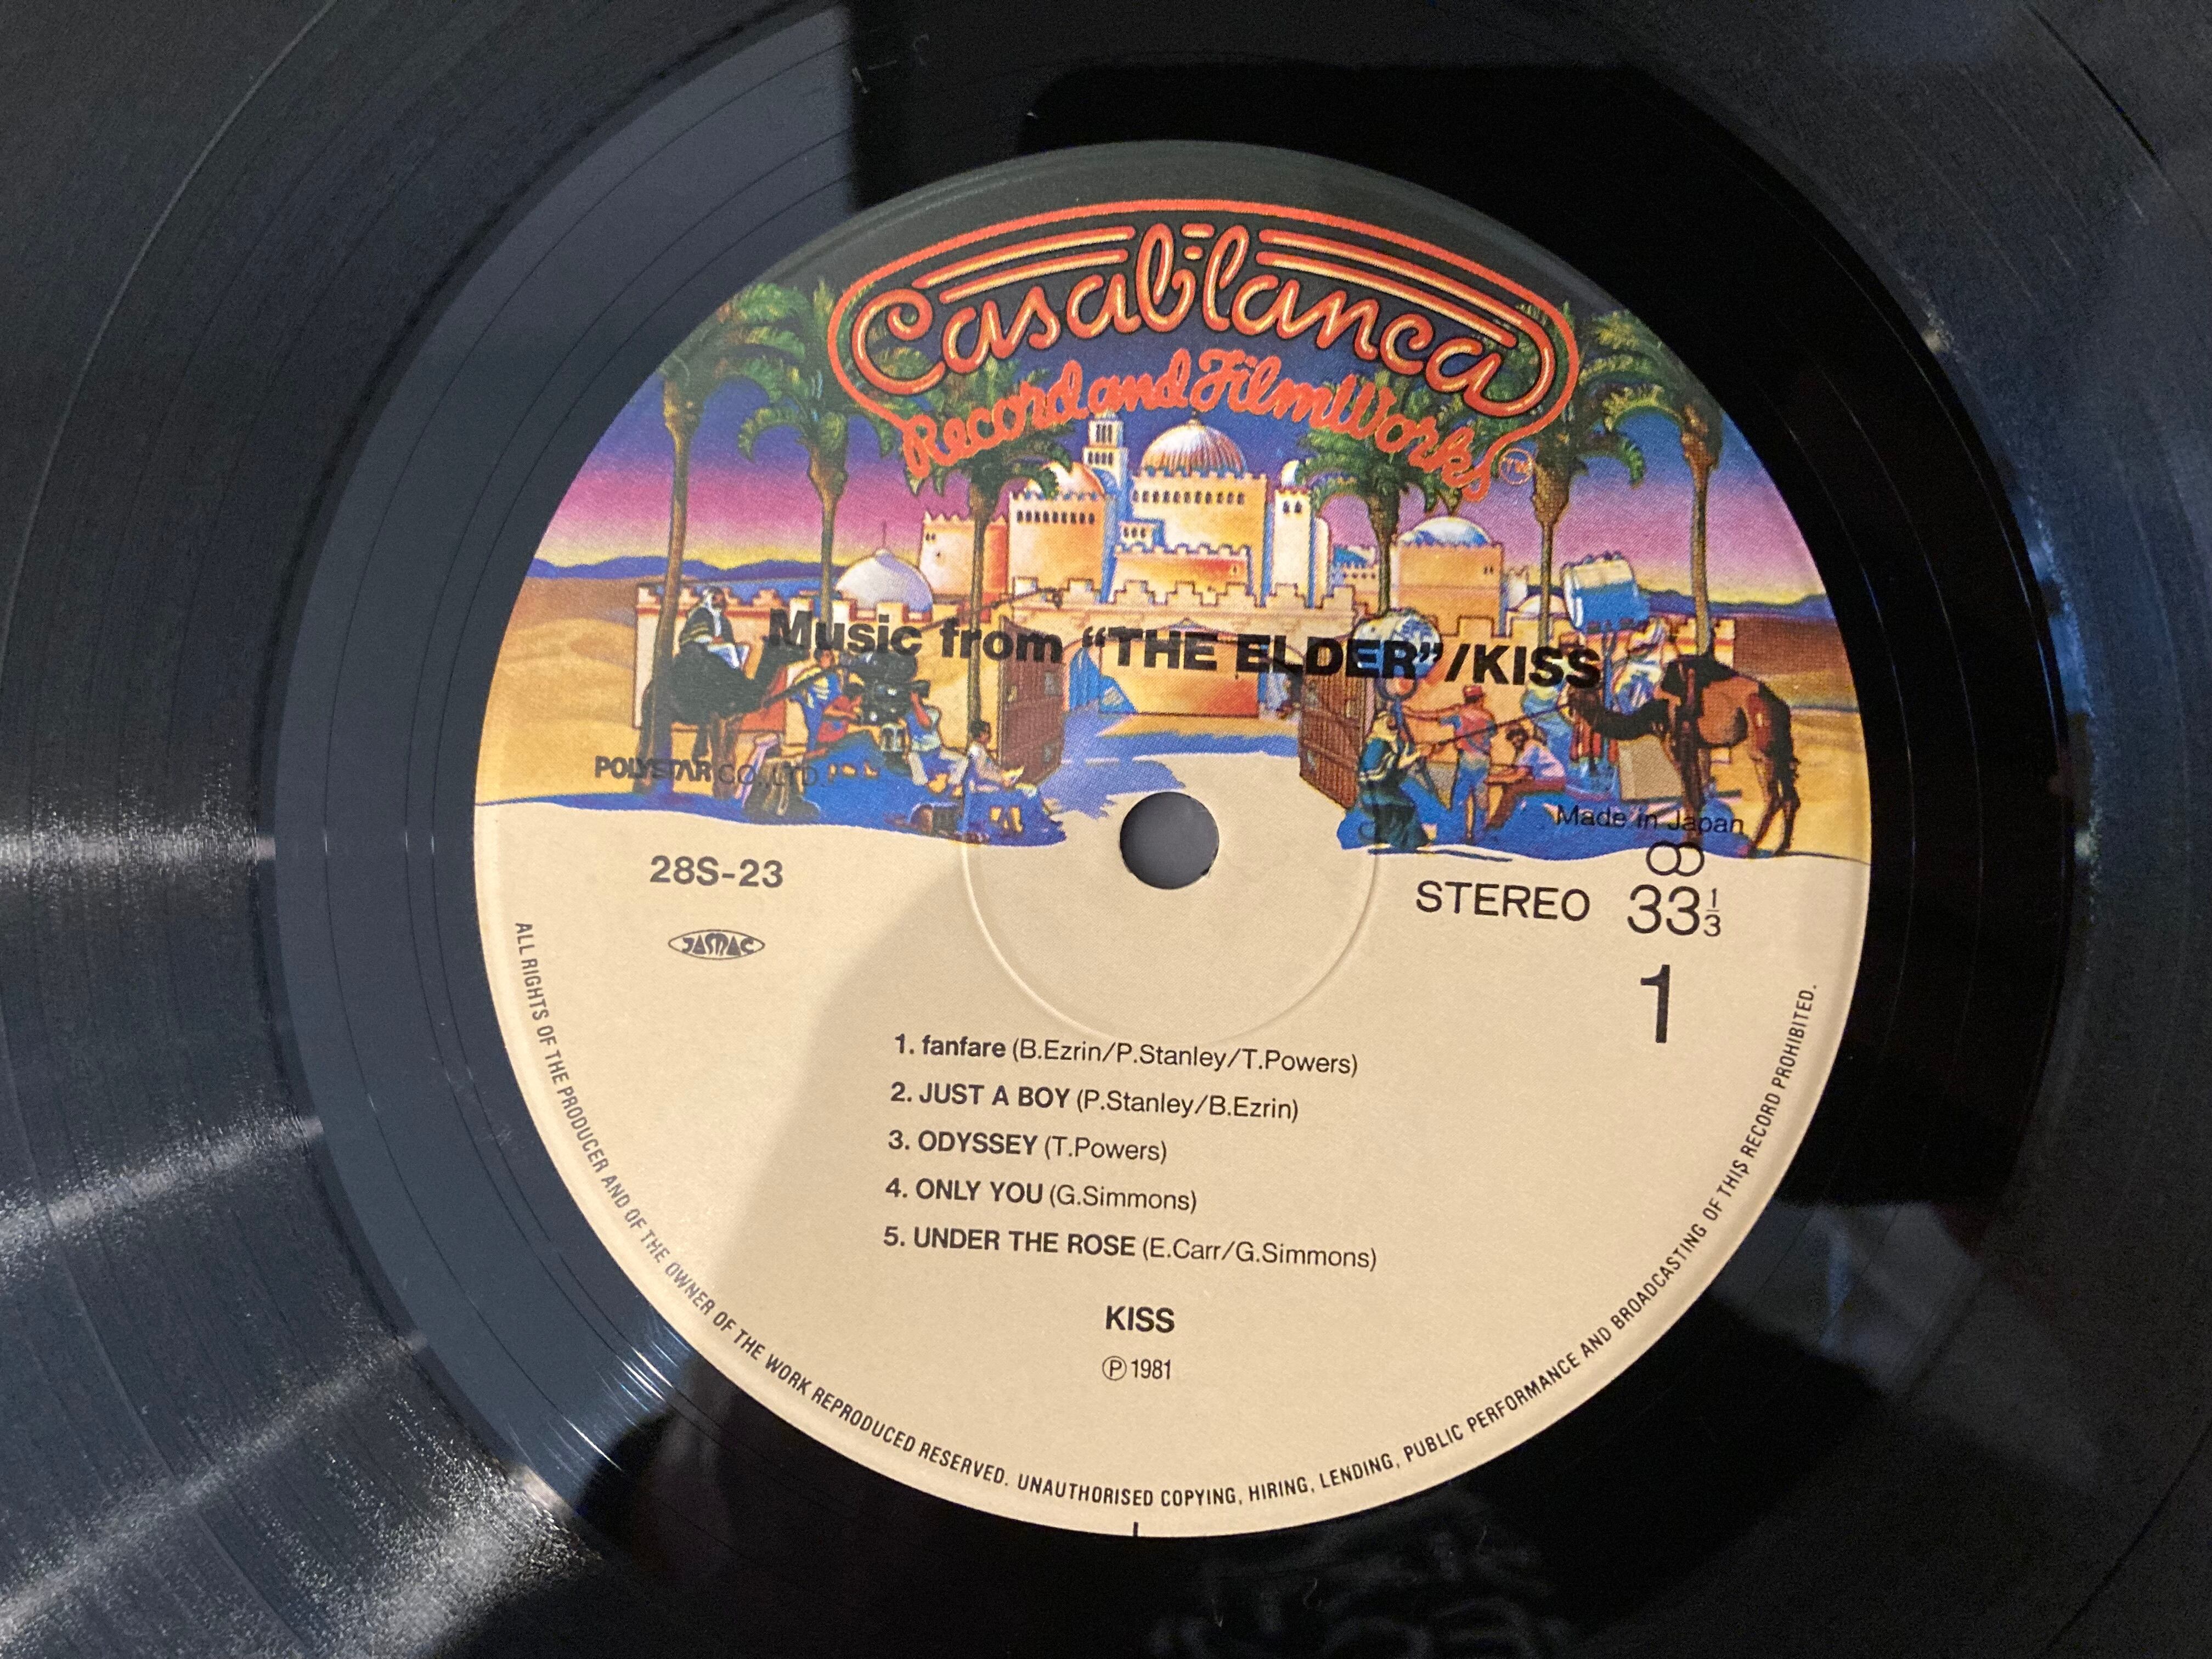 Casablanca
Record and FilmWorks TM
Music from “THE ELDER”/KISS
POLYSTAR CO., LTD
Made in Japan
28S-23
STEREO 33⅓
JASRAC
1
1. fanfare (B.Ezrin/P.Stanley/T.Powers)
2. JUST A BOY (P.Stanley/B.Ezrin)
3. ODYSSEY (T.Powers)
4. ONLY YOU (G.Simmons)
5. UNDER THE ROSE (E.Carr/G.Simmons)
KISS
Ⓟ1981
ALL RIGHTS OF THE PRODUCER AND OF THE OWNER OF THE WORK REPRODUCED RESERVED. UNAUTHORISED COPYING, HIRING, LENDING, PUBLIC PERFORMANCE AND BROADCASTING OF THIS RECORD PROHIBITED.